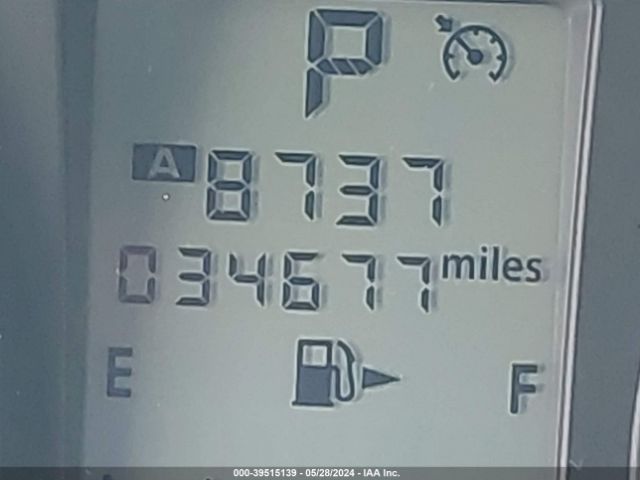 P
A 8737
034677 miles
E F
000-39515139 - 05/28/2024 - IAA Inc.